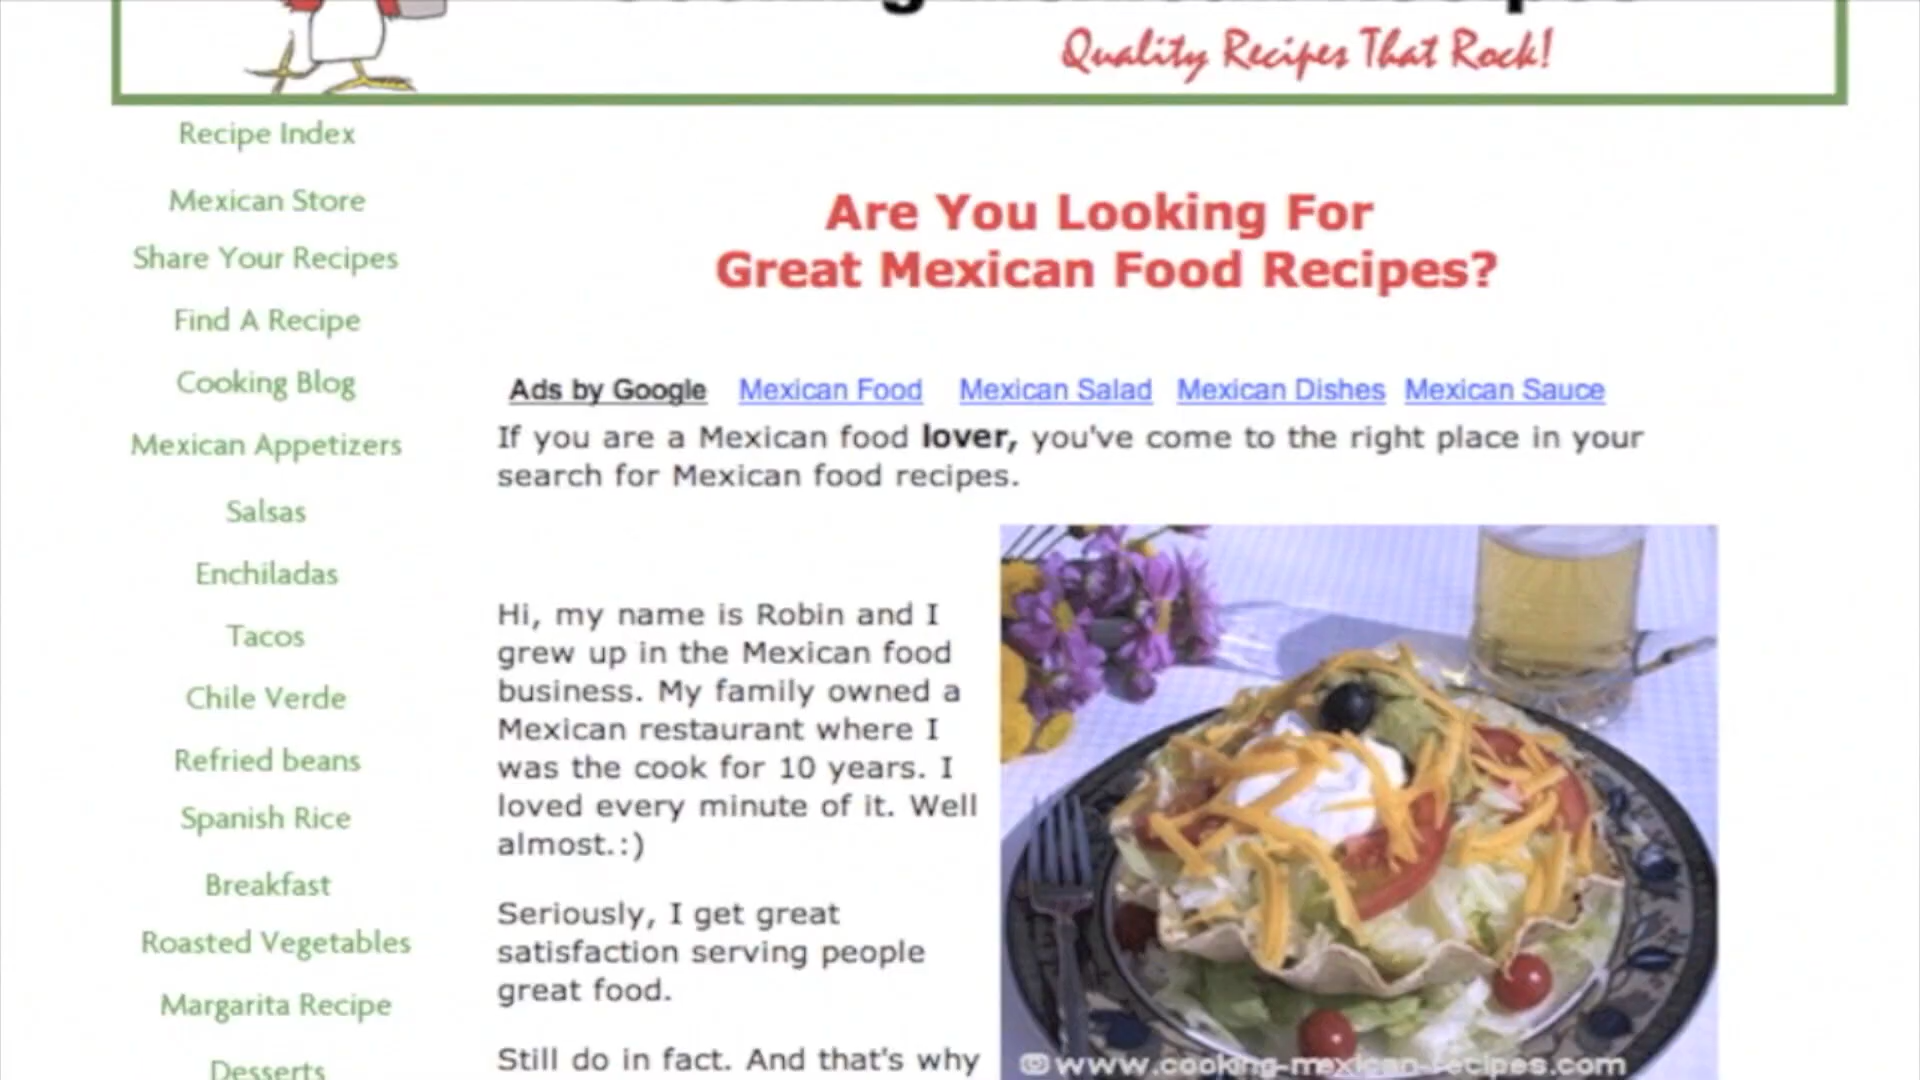 Quality Recipes That Rock!
Recipe Index
Mexican Store
Share Your Recipes
Find A Recipe
Cooking Blog
Mexican Appetizers
Salsas
Enchiladas
Tacos
Chile Verde
Refried beans
Spanish Rice
Breakfast
Roasted Vegetables
Margarita Recipe
Desserts
Are You Looking For
Great Mexican Food Recipes?
Ads by Google Mexican Food Mexican Salad Mexican Dishes Mexican Sauce
If you are a Mexican food lover, you've come to the right place in your
search for Mexican food recipes.
Hi, my name is Robin and I
grew up in the Mexican food
business. My family owned a
Mexican restaurant where I
was the cook for 10 years. I
loved every minute of it. Well
almost.:)
Seriously, I get great
satisfaction serving people
great food.
Still do in fact. And that's why
©www.cooking-mexican-recipes.com